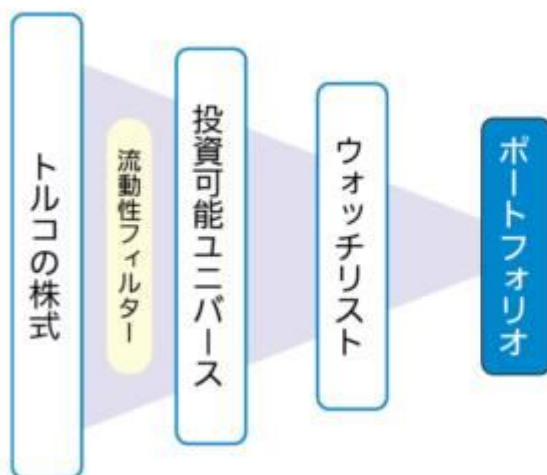 トルコの株式
流動性フィルター
投資可能ユニバース
ウォッチリスト
ポートフォリオ